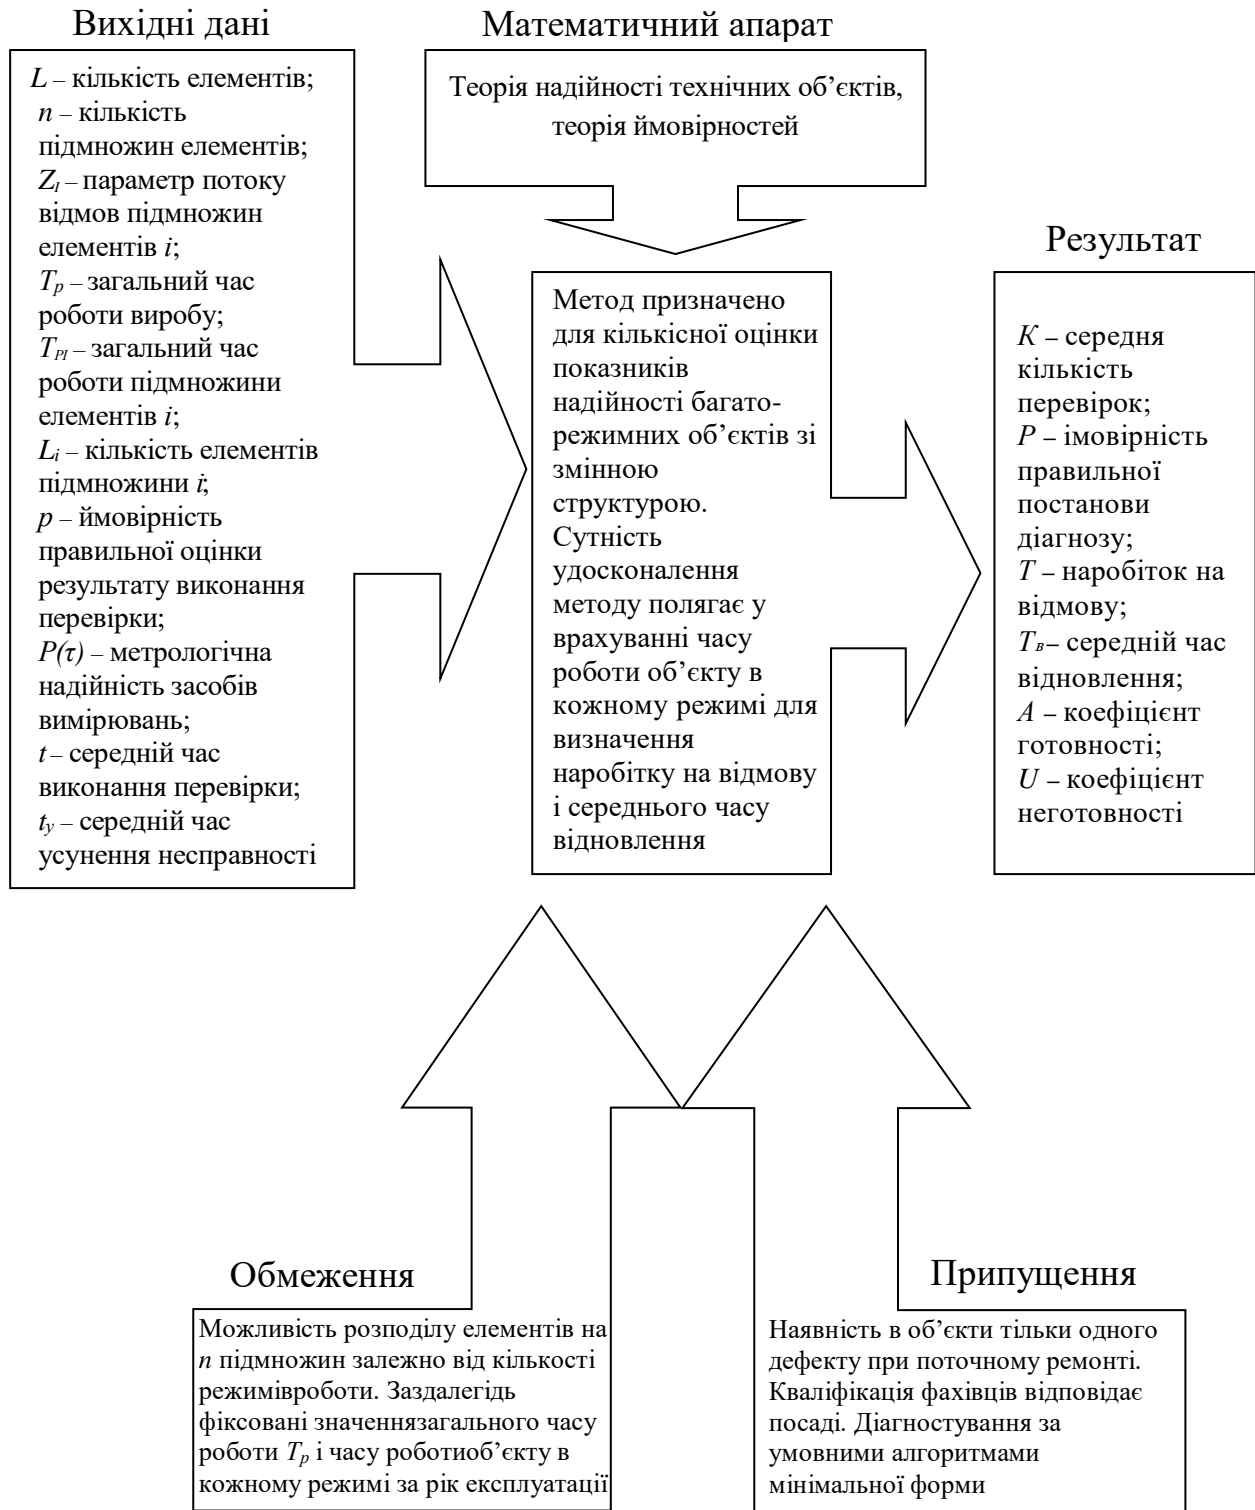 Вихідні дані
L – кількість елементів;
n – кількість
підмножин елементів;
Z_I – параметр потоку
відмов підмножин
елементів i;
T_p – загальний час
роботи виробу;
T_PI – загальний час
роботи підмножини
елементів i;
L_i – кількість елементів
підмножини i;
p – ймовірність
правильної оцінки
результату виконання
перевірки;
P(τ) – метрологічна
надійність засобів
вимірювань;
t – середній час
виконання перевірки;
t_y – середній час
усунення несправності
Математичний апарат
Теорія надійності технічних об’єктів,
теорія ймовірностей
Метод призначено
для кількісної оцінки
показників
надійності багато-
режимних об’єктів зі
змінною
структурою.
Сутність
удосконалення
методу полягає у
врахуванні часу
роботи об’єкту в
кожному режимі для
визначення
наробітку на відмову
і середнього часу
відновлення
Результат
K – середня
кількість
перевірок;
P – імовірність
правильної
постанови
діагнозу;
T – наробіток на
відмову;
T_в – середній час
відновлення;
A – коефіцієнт
готовності;
U – коефіцієнт
неготовності
Обмеження
Можливість розподілу елементів на
n підмножин залежно від кількості
режимівроботи. Заздалегідь
фіксовані значеннязагального часу
роботи T_p і часу роботиоб’єкту в
кожному режимі за рік експлуатації
Припущення
Наявність в об’єкти тільки одного
дефекту при поточному ремонті.
Кваліфікація фахівців відповідає
посаді. Діагностування за
умовними алгоритмами
мінімальної форми